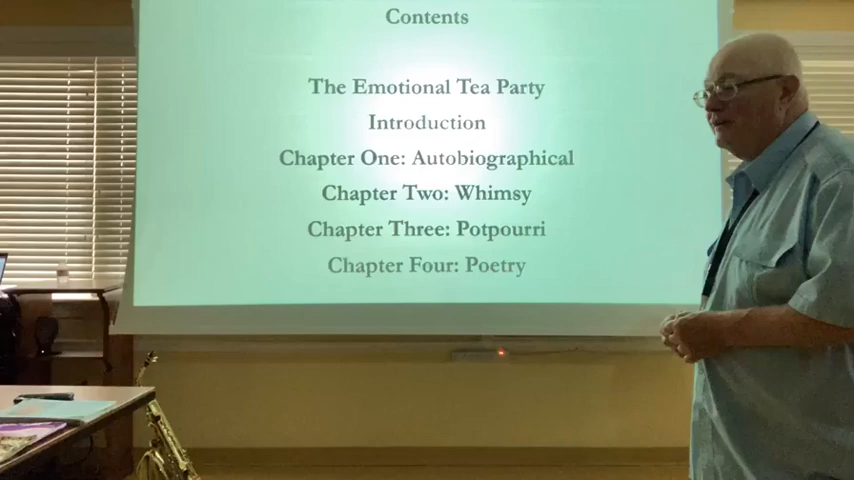 Contents
The Emotional Tea Party
Introduction
Chapter One: Autobiographical
Chapter Two: Whimsy
Chapter Three: Potpourri
Chapter Four: Poetry